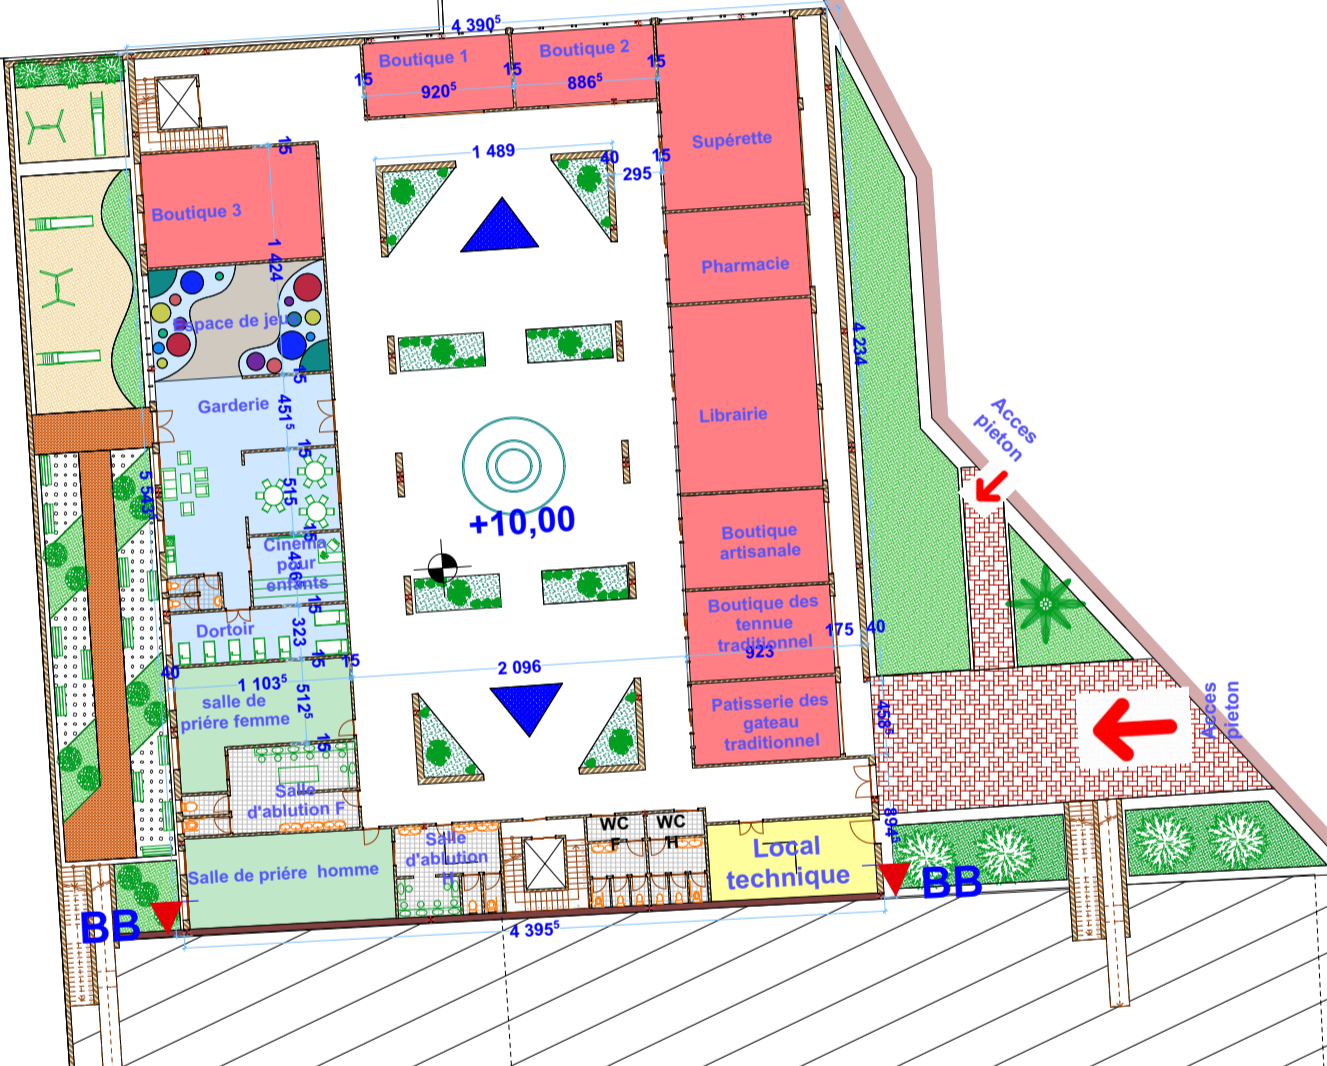 4 390⁵
Boutique 1
Boutique 2
15
15
15
920⁵
886⁵
15
1 489
40
15
295
Supérette
Boutique 3
1 424
Pharmacie
Espace de jeu
4 234
15
Garderie
451⁵
Librairie
Acces
pieton
15
515
5 543⁵
+10,00
15
Cinéma
pour
enfants
Boutique
artisanale
15
Dortoir
323
Boutique des
tennue
traditionnel
175
40
923
15
15
40
1 103⁵
2 096
salle de
priére femme
512⁵
Patisserie des
gateau
traditionnel
458⁵
Acces
pieton
15
Salle
d'ablution F
WC
F
WC
H
894⁵
Salle
d'ablution
H
Salle de priére homme
Local
technique
BB
BB
4 395⁵